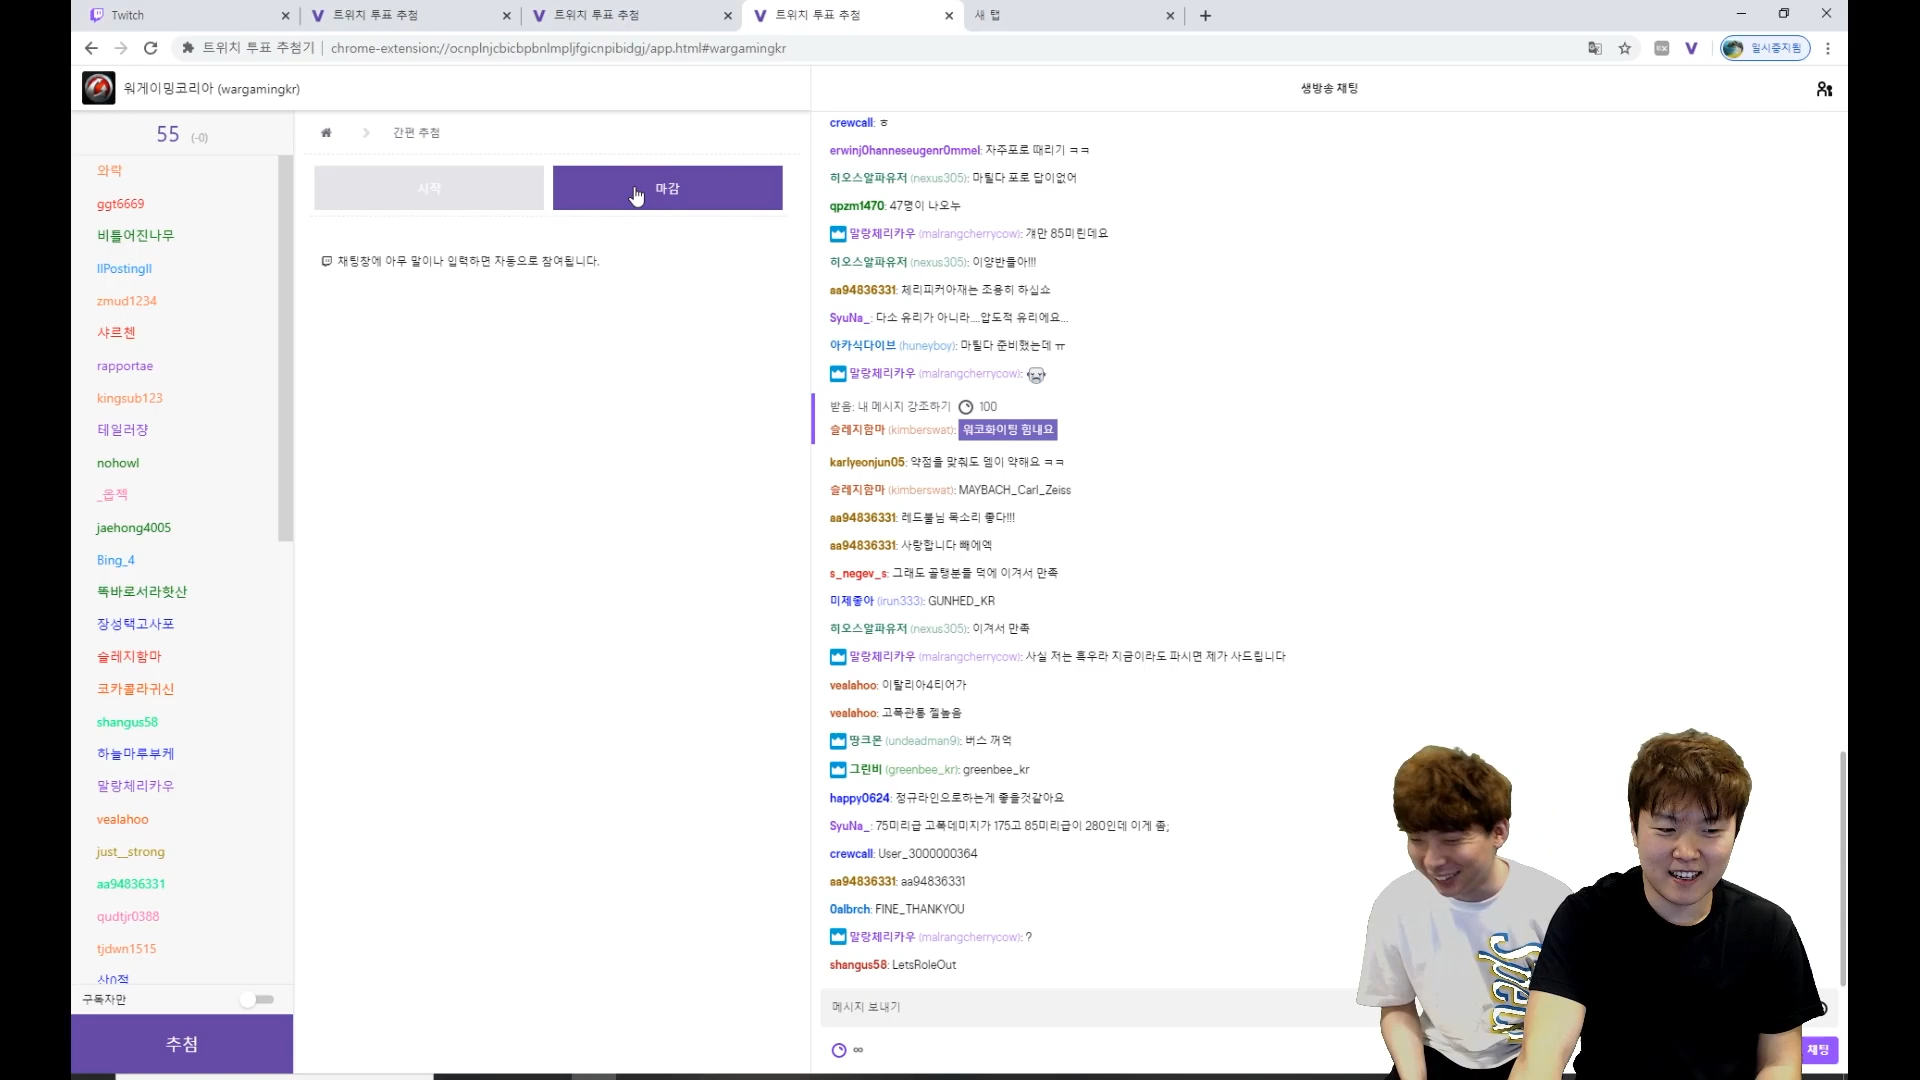 Twitch
트위치 투표 추첨
트위치 투표 추첨
트위치 투표 추첨
새 탭
트위치 투표 추첨기 | chrome-extension://ocnplnjcbicbpbnlmpljfgicnpibidgj/app.html#wargamingkr
일시중지됨
워게이밍코리아 (wargamingkr)
생방송 채팅
55 (-0)
간편 추첨
시작
마감
채팅창에 아무 말이나 입력하면 자동으로 참여됩니다.
와락
ggt6669
비틀어진나무
llPostingll
zmud1234
샤르첸
rapportae
kingsub123
테일러쟝
nohowl
_옵젝
jaehong4005
Bing_4
똑바로서라핫산
장성택고사포
슬레지함마
코카콜라귀신
shangus58
하늘마루부케
말랑체리카우
vealahoo
just__strong
aa94836331
qudtjr0388
tjdwn1515
산0절
구독자만
추첨
crewcall: ㅎ
erwinj0hanneseugenr0mmel: 자주포로 때리기 ㅋㅋ
히오스알파유저 (nexus305): 마틸다 포로 답이없어
qpzm1470: 47명이 나오누
말랑체리카우 (malrangcherrycow): 걔만 85미린데요
히오스알파유저 (nexus305): 이양반들아!!!
aa94836331: 체리피커아재는 조용히 하십쇼
SyuNa_: 다소 유리가 아니라....압도적 유리에요...
아카식다이브 (huneyboy): 마틸다 준비했는데 ㅠ
말랑체리카우 (malrangcherrycow):
받음: 내 메시지 강조하기 100
슬레지함마 (kimberswat): 워코화이팅 힘내요
karlyeonjun05: 약점을 맞춰도 뎀이 약해요 ㅋㅋ
슬레지함마 (kimberswat): MAYBACH_Carl_Zeiss
aa94836331: 레드불님 목소리 좋다!!!
aa94836331: 사랑합니다 빼에엑
s_negev_s: 그래도 골탱분들 덕에 이겨서 만족
미제좋아 (irun333): GUNHED_KR
히오스알파유저 (nexus305): 이겨서 만족
말랑체리카우 (malrangcherrycow): 사실 저는 흑우라 지금이라도 파시면 제가 사드립니다
vealahoo: 이탈리아4티어가
vealahoo: 고폭관통 젤높음
땅크몬 (undeadman9): 버스 꺼억
그린비 (greenbee_kr): greenbee_kr
happy0624: 정규라인으로하는게 좋을것같아요
SyuNa_: 75미리급 고폭데미지가 175고 85미리급이 280인데 이게 좀;
crewcall: User_3000000364
aa94836331: aa94836331
0albrch: FINE_THANKYOU
말랑체리카우 (malrangcherrycow): ?
shangus58: LetsRoleOut
메시지 보내기
∞
채팅